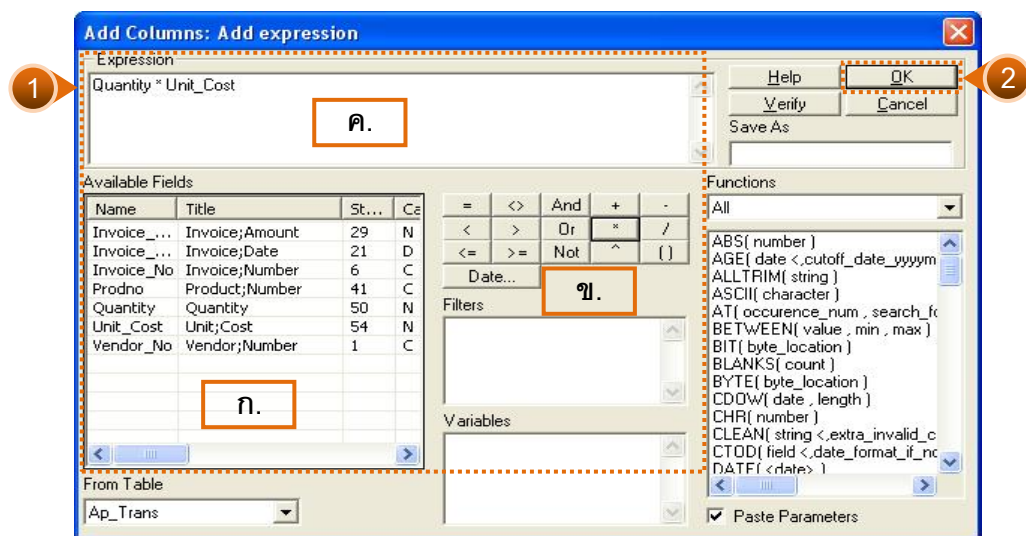 Add Columns: Add expression
Expression
1
Quantity * Unit_Cost
ค.
Help
OK
2
Verify
Cancel
Save As
Available Fields
Name Title St... Ca
Invoice_... Invoice;Amount 29 N
Invoice_... Invoice;Date 21 D
Invoice_No Invoice;Number 6 C
Prodno Product;Number 41 C
Quantity Quantity 50 N
Unit_Cost Unit;Cost 54 N
Vendor_No Vendor;Number 1 C
ก.
From Table
Ap_Trans
= <> And + -
< > Or * /
<= >= Not ^ ( )
Date...
ข.
Filters
Variables
Functions
All
ABS( number )
AGE( date <,cutoff_date_yyyym
ALLTRIM( string )
ASCII( character )
AT( occurence_num , search_fo
BETWEEN( value , min , max )
BIT( byte_location )
BLANKS( count )
BYTE( byte_location )
CDOW( date , length )
CHR( number )
CLEAN( string <,extra_invalid_c
CTOD( field <,date_format_if_nc
DATE( <date> )
Paste Parameters